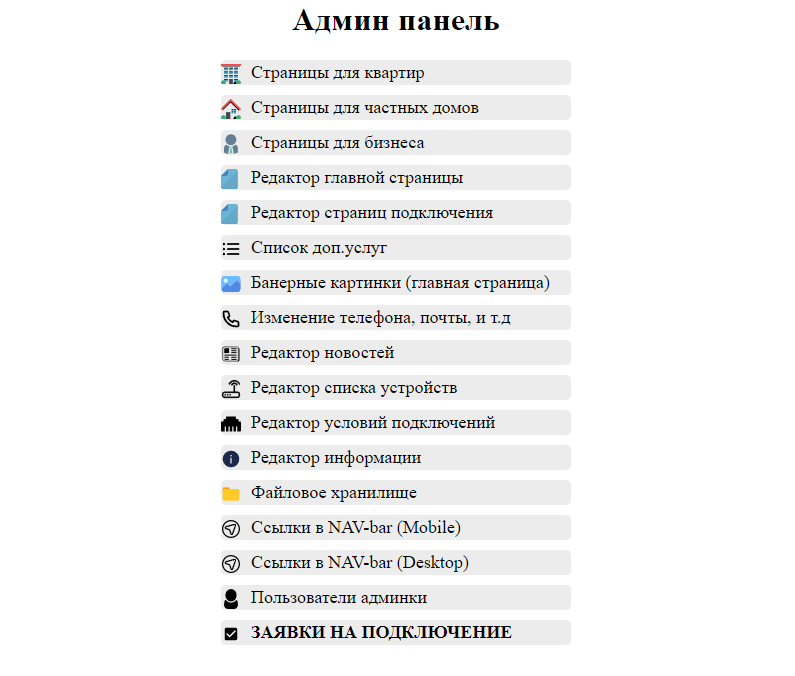 Админ панель
Страницы для квартир
Страницы для частных домов
Страницы для бизнеса
Редактор главной страницы
Редактор страниц подключения
Список доп.услуг
Банерные картинки (главная страница)
Изменение телефона, почты, и т.д
Редактор новостей
Редактор списка устройств
Редактор условий подключений
Редактор информации
Файловое хранилище
Ссылки в NAV-bar (Mobile)
Ссылки в NAV-bar (Desktop)
Пользователи админки
ЗАЯВКИ НА ПОДКЛЮЧЕНИЕ